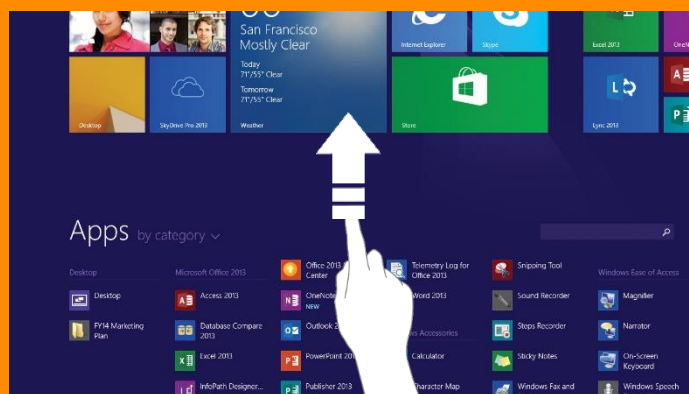 San Francisco
Mostly Clear
Today
71°/55° Clear
Tomorrow
71°/55° Clear
Internet Explorer
Skype
Excel 2013
Desktop
SkyDrive Pro 2013
Weather
Store
Lync 2013
Apps by category
Desktop
Microsoft Office 2013
Windows Ease of Access
Desktop
FY14 Marketing
Plan
Access 2013
Database Compare
2013
Excel 2013
InfoPath Designer...
Office 2013
Center
NEW
Outlook
PowerPoint
Publisher 2013
Telemetry Log for
Office 2013
Word 2013
Accessories
Calculator
Character Map
Snipping Tool
Sound Recorder
Steps Recorder
Sticky Notes
Windows Fax and
Magnifier
Narrator
On-Screen
Keyboard
Windows Speech